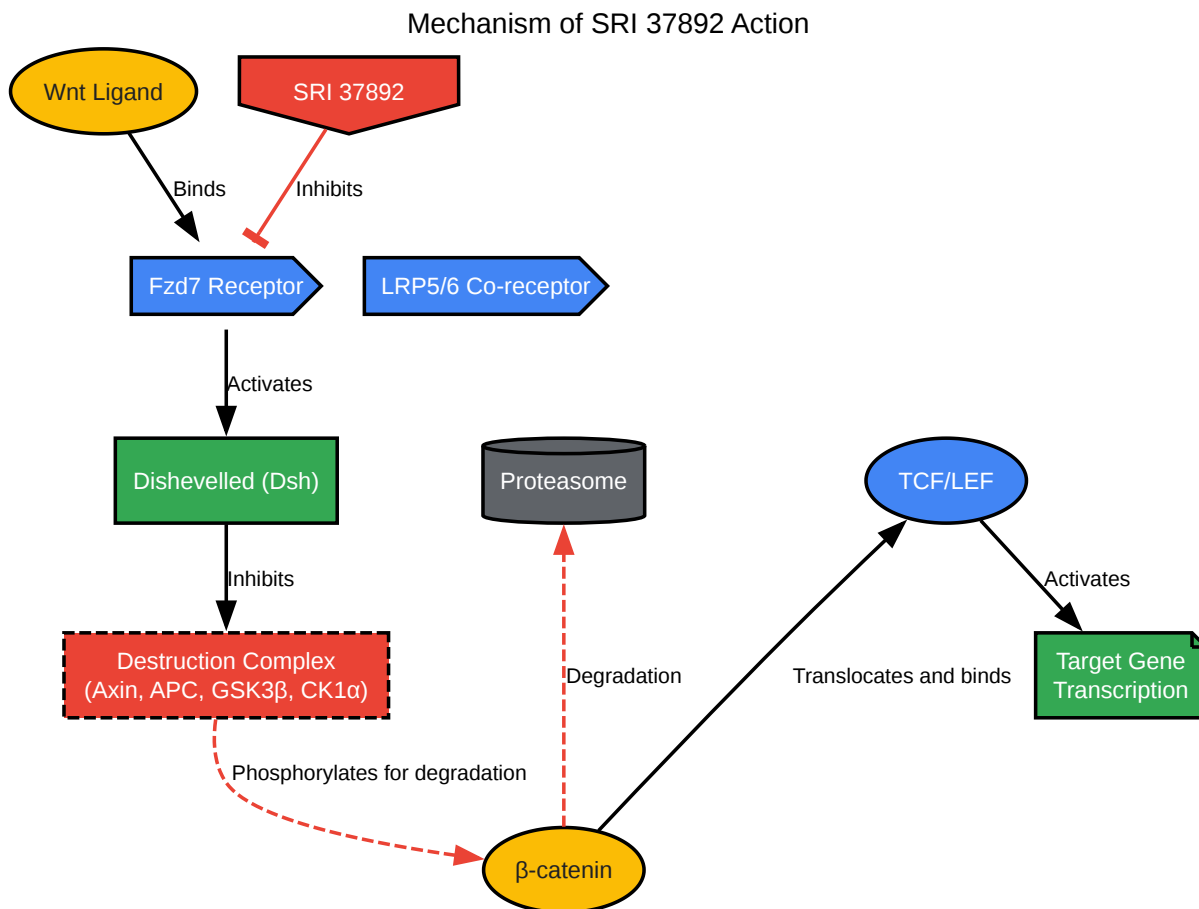 Mechanism of SRI 37892 Action
Wnt Ligand
SRI 37892
Binds
Inhibits
Fzd7 Receptor
LRP5/6 Co-receptor
Activates
Dishevelled (Dsh)
Proteasome
TCF/LEF
Inhibits
Activates
Destruction Complex
(Axin, APC, GSK3β, CK1α)
Degradation
Translocates and binds
Target Gene
Transcription
Phosphorylates for degradation
β-catenin